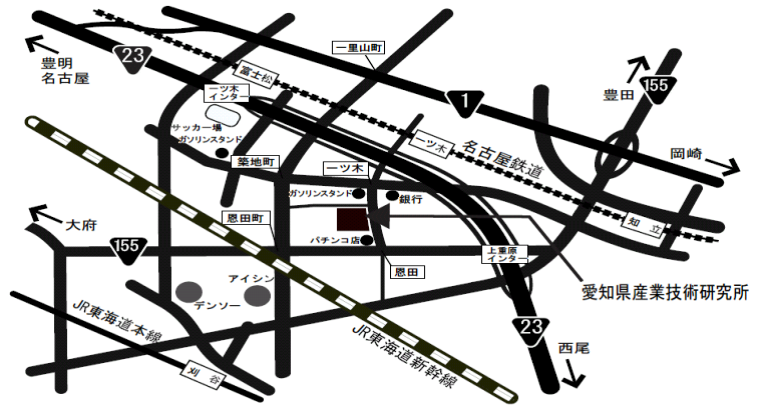 一里山町
23
豊明
名古屋
富士松
一ツ木
インター
1
豊田
155
サッカー場
ガソリンスタンド
築地町
一ツ木
一ツ木
名古屋鉄道
岡崎
ガソリンスタンド
銀行
大府
恩田町
パチンコ店
知立
155
上重原
インター
恩田
アイシン
デンソー
愛知県産業技術研究所
JR東海道本線
JR東海道新幹線
23
西尾
刈谷